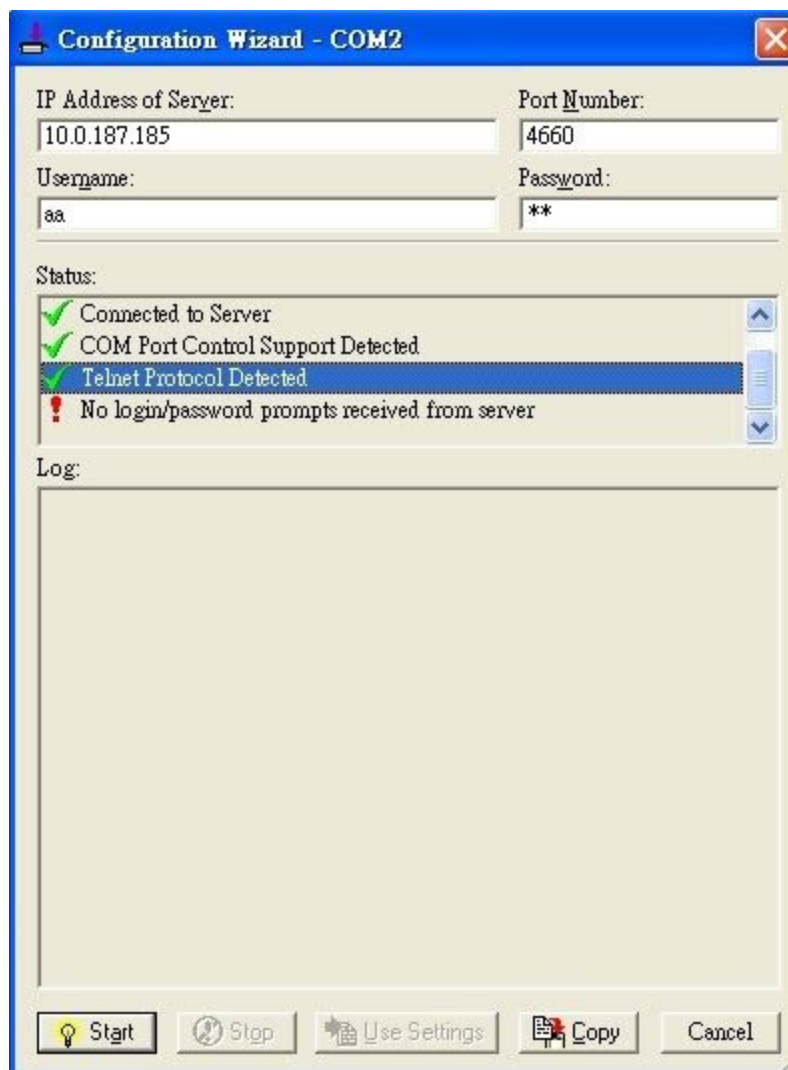 Configuration Wizard - COM2
IP Address of Server: Port Number:
10.0.187.185 4660
Username: Password:
aa **
Status:
Connected to Server
COM Port Control Support Detected
Telnet Protocol Detected
No login/password prompts received from server
Log:
Start Stop Use Settings Copy Cancel